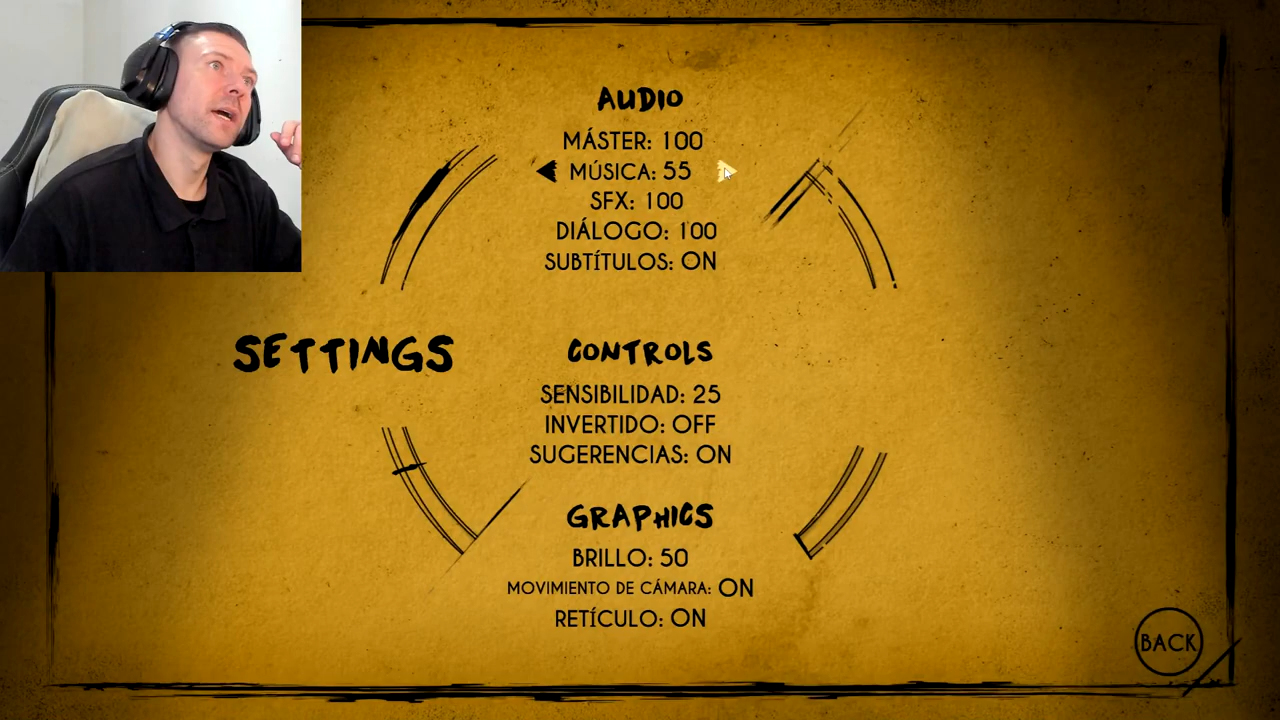 AUDIO
MÁSTER: 100
MÚSICA: 55
SFX: 100
DIÁLOGO: 100
SUBTÍTULOS: ON
SETTINGS
CONTROLS
SENSIBILIDAD: 25
INVERTIDO: OFF
SUGERENCIAS: ON
GRAPHICS
BRILLO: 50
MOVIMIENTO DE CÁMARA: ON
RETÍCULO: ON
BACK